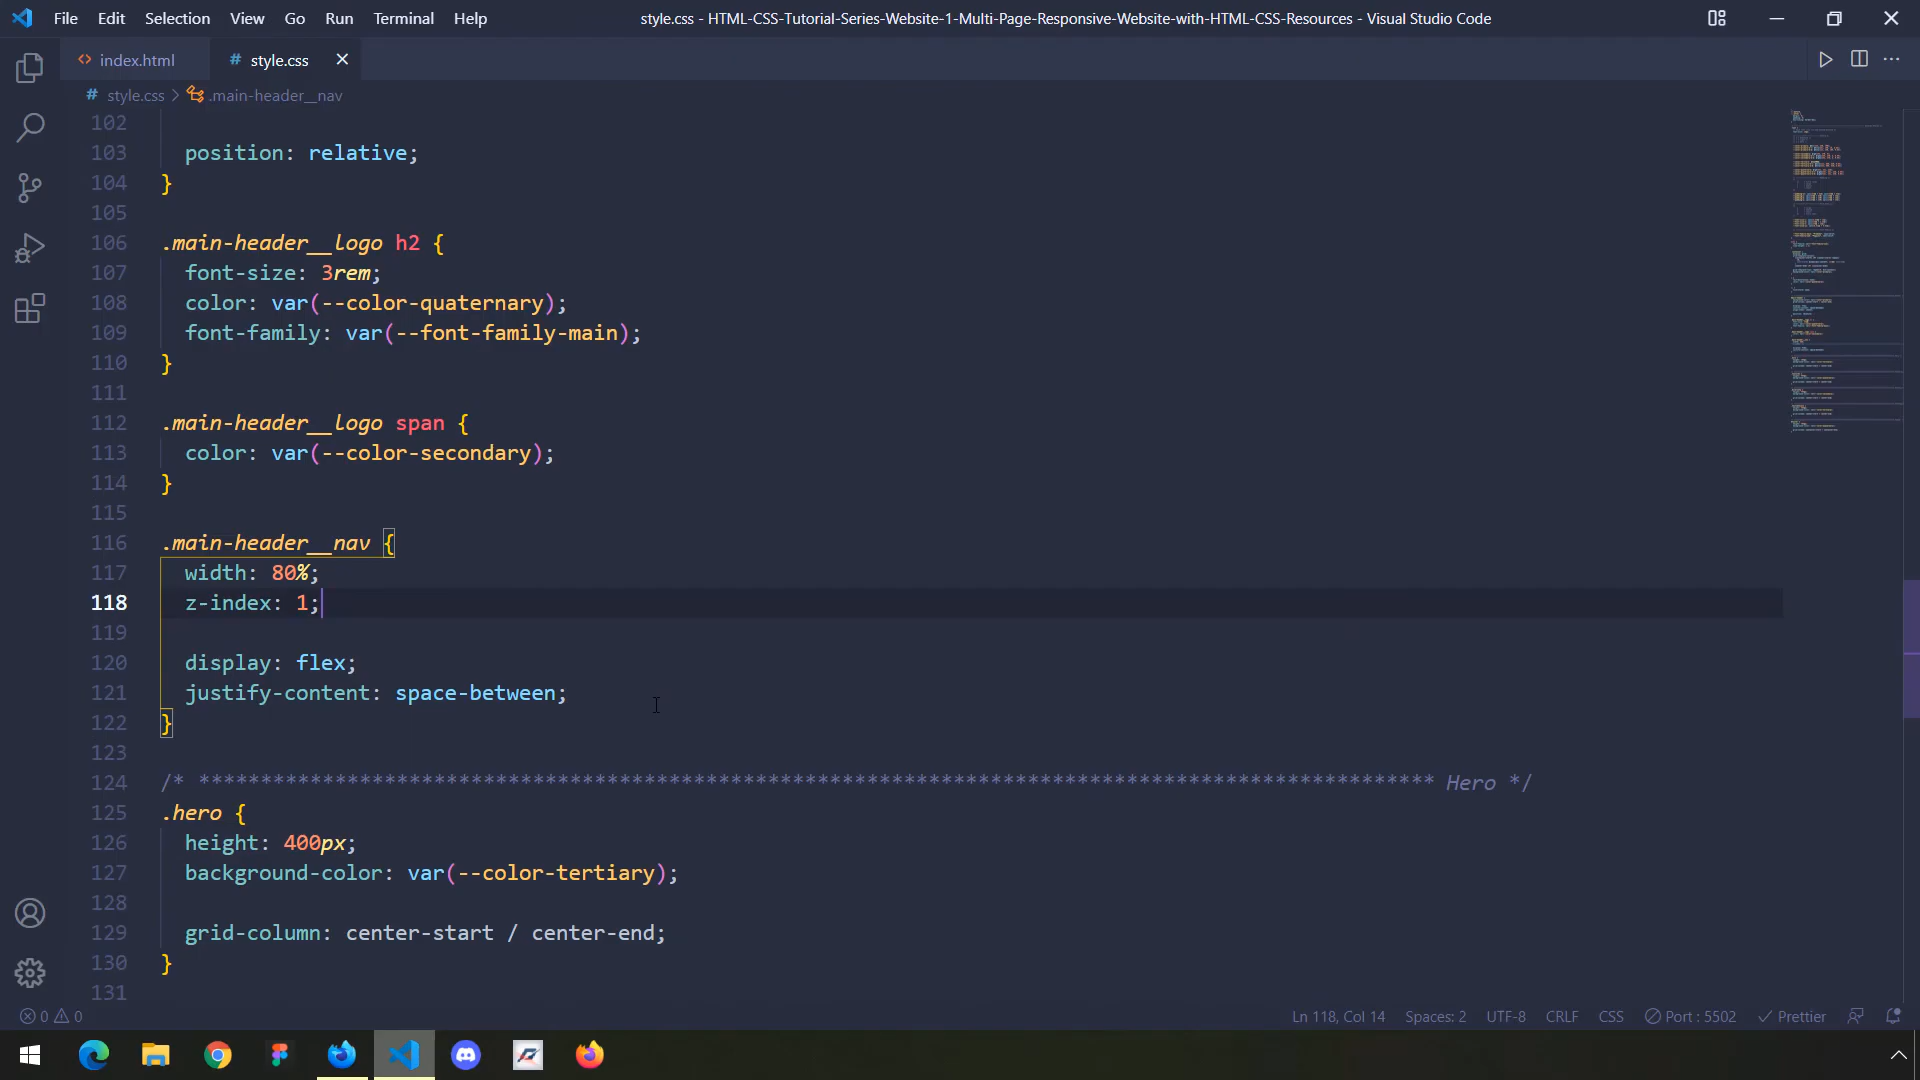 File Edit Selection View Go Run Terminal Help
style.css - HTML-CSS-Tutorial-Series-Website-1-Multi-Page-Responsive-Website-with-HTML-CSS-Resources - Visual Studio Code
<> index.html # style.css ×
# style.css > .main-header__nav
102
103 position: relative;
104 }
105
106 .main-header__logo h2 {
107 font-size: 3rem;
108 color: var(--color-quaternary);
109 font-family: var(--font-family-main);
110 }
111
112 .main-header__logo span {
113 color: var(--color-secondary);
114 }
115
116 .main-header__nav {
117 width: 80%;
118 z-index: 1;
119
120 display: flex;
121 justify-content: space-between;
122 }
123
124 /* **************************************************************************************************** Hero */
125 .hero {
126 height: 400px;
127 background-color: var(--color-tertiary);
128
129 grid-column: center-start / center-end;
130 }
131
0 0 Ln 118, Col 14 Spaces: 2 UTF-8 CRLF CSS Port : 5502 Prettier